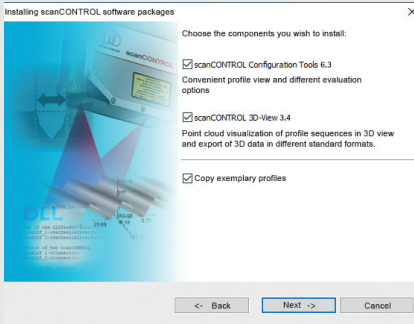 Installing scanCONTROL software packages
Choose the components you wish to install:
scanCONTROL Configuration Tools 6.3
Convenient profile view and different evaluation
options
scanCONTROL 3D-View 3.4
Point cloud visualization of profile sequences in 3D view
and export of 3D data in different standard formats.
Copy exemplary profiles
scanCONTROL
DLL
<- Back
Next ->
Cancel